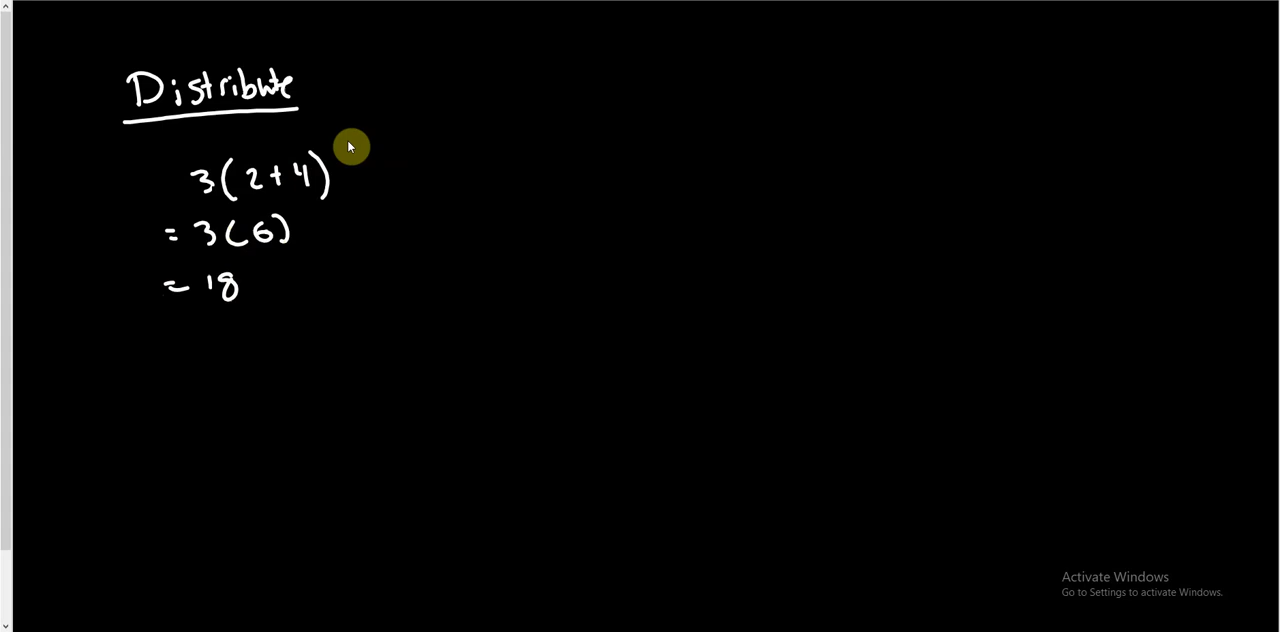 Distribute
3(2+4)
= 3(6)
= 18
Activate Windows
Go to Settings to activate Windows.